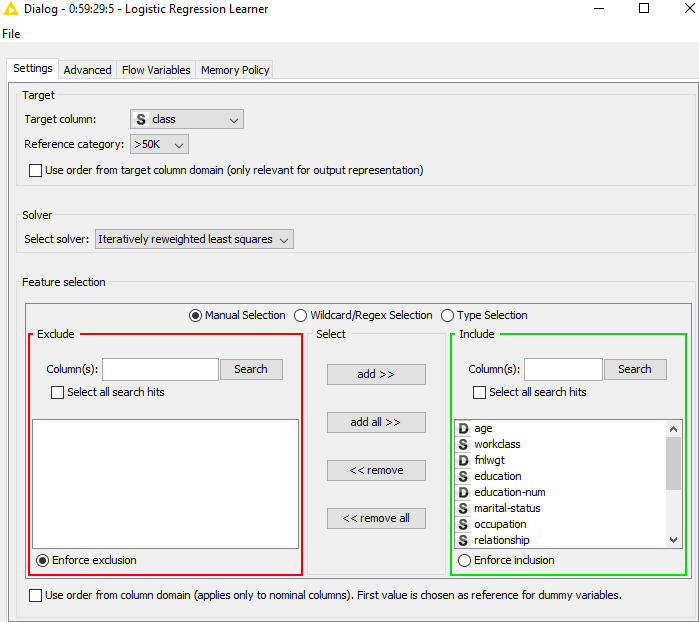 Dialog - 0:59:29:5 - Logistic Regression Learner
File
Settings Advanced Flow Variables Memory Policy
Target
Target column: S class
Reference category: >50K
Use order from target column domain (only relevant for output representation)
Solver
Select solver: Iteratively reweighted least squares
Feature selection
Manual Selection Wildcard/Regex Selection Type Selection
Exclude Select Include
Column(s): Search add >> Column(s): Search
Select all search hits Select all search hits
add all >>
D age
S workclass
D fnlwgt
<< remove
S education
D education-num
S marital-status
<< remove all
S occupation
S relationship
Enforce exclusion Enforce inclusion
Use order from column domain (applies only to nominal columns). First value is chosen as reference for dummy variables.